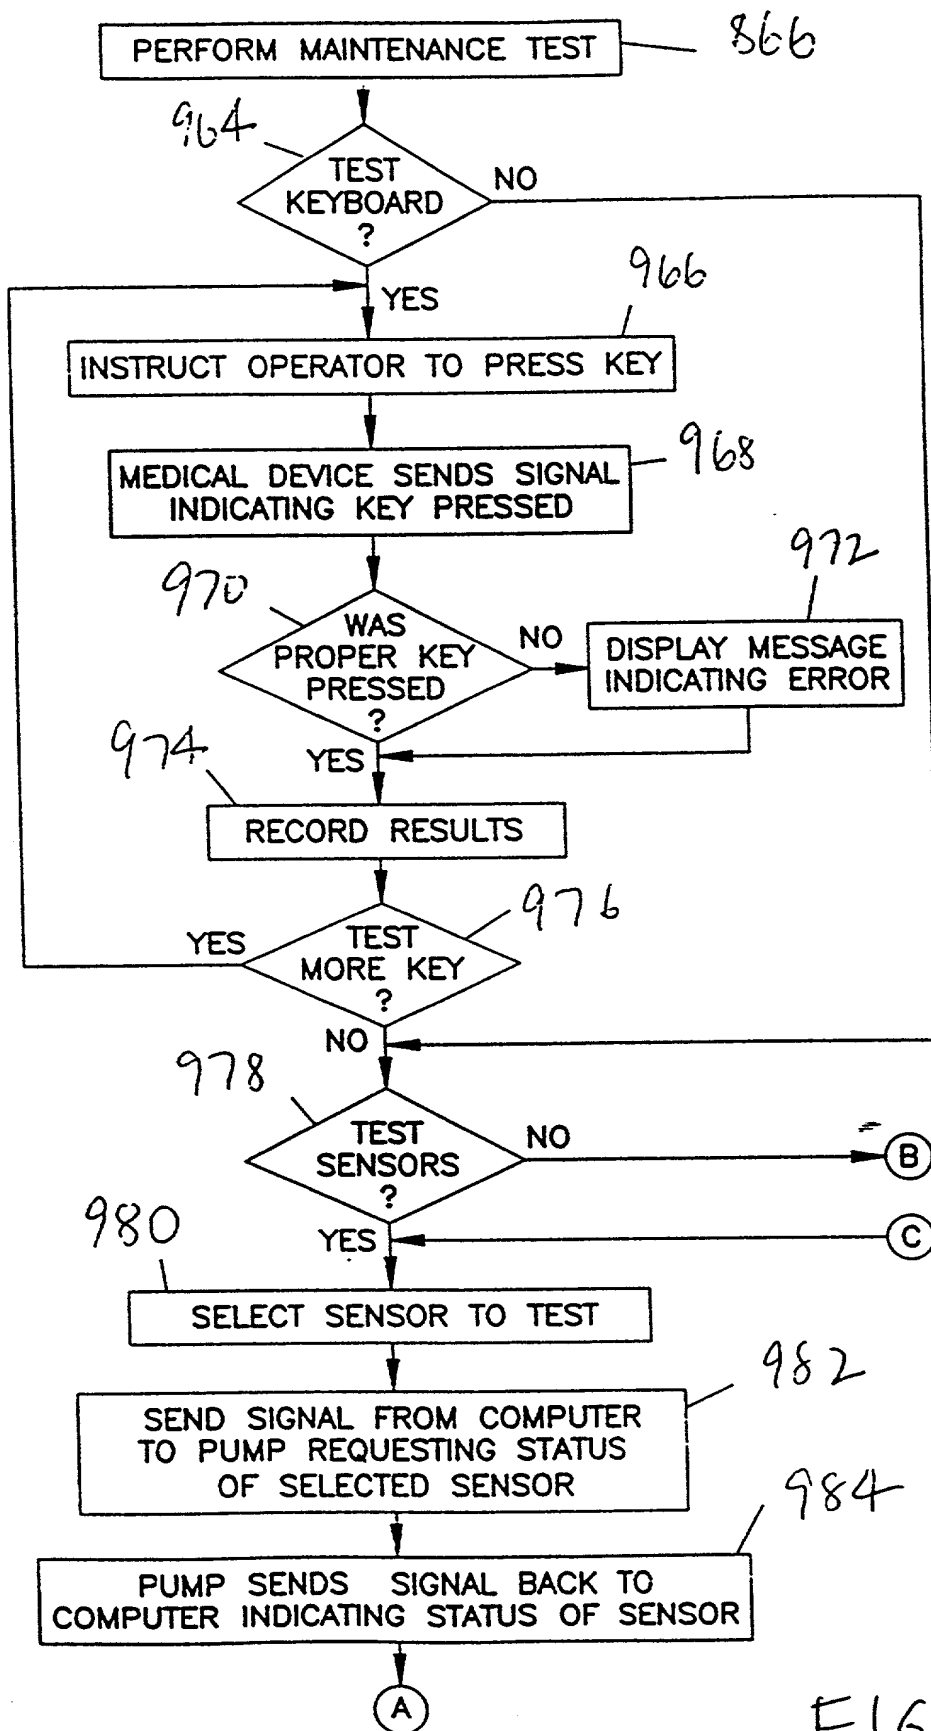 PERFORM MAINTENANCE TEST
866
964
TEST
KEYBOARD
?
NO
YES
966
INSTRUCT OPERATOR TO PRESS KEY
968
MEDICAL DEVICE SENDS SIGNAL
INDICATING KEY PRESSED
970
972
WAS
PROPER KEY
PRESSED
?
NO
DISPLAY MESSAGE
INDICATING ERROR
974
YES
RECORD RESULTS
976
YES
TEST
MORE KEY
?
NO
978
TEST
SENSORS
?
NO
B
980
YES
C
SELECT SENSOR TO TEST
982
SEND SIGNAL FROM COMPUTER
TO PUMP REQUESTING STATUS
OF SELECTED SENSOR
984
PUMP SENDS SIGNAL BACK TO
COMPUTER INDICATING STATUS OF SENSOR
A
FIG